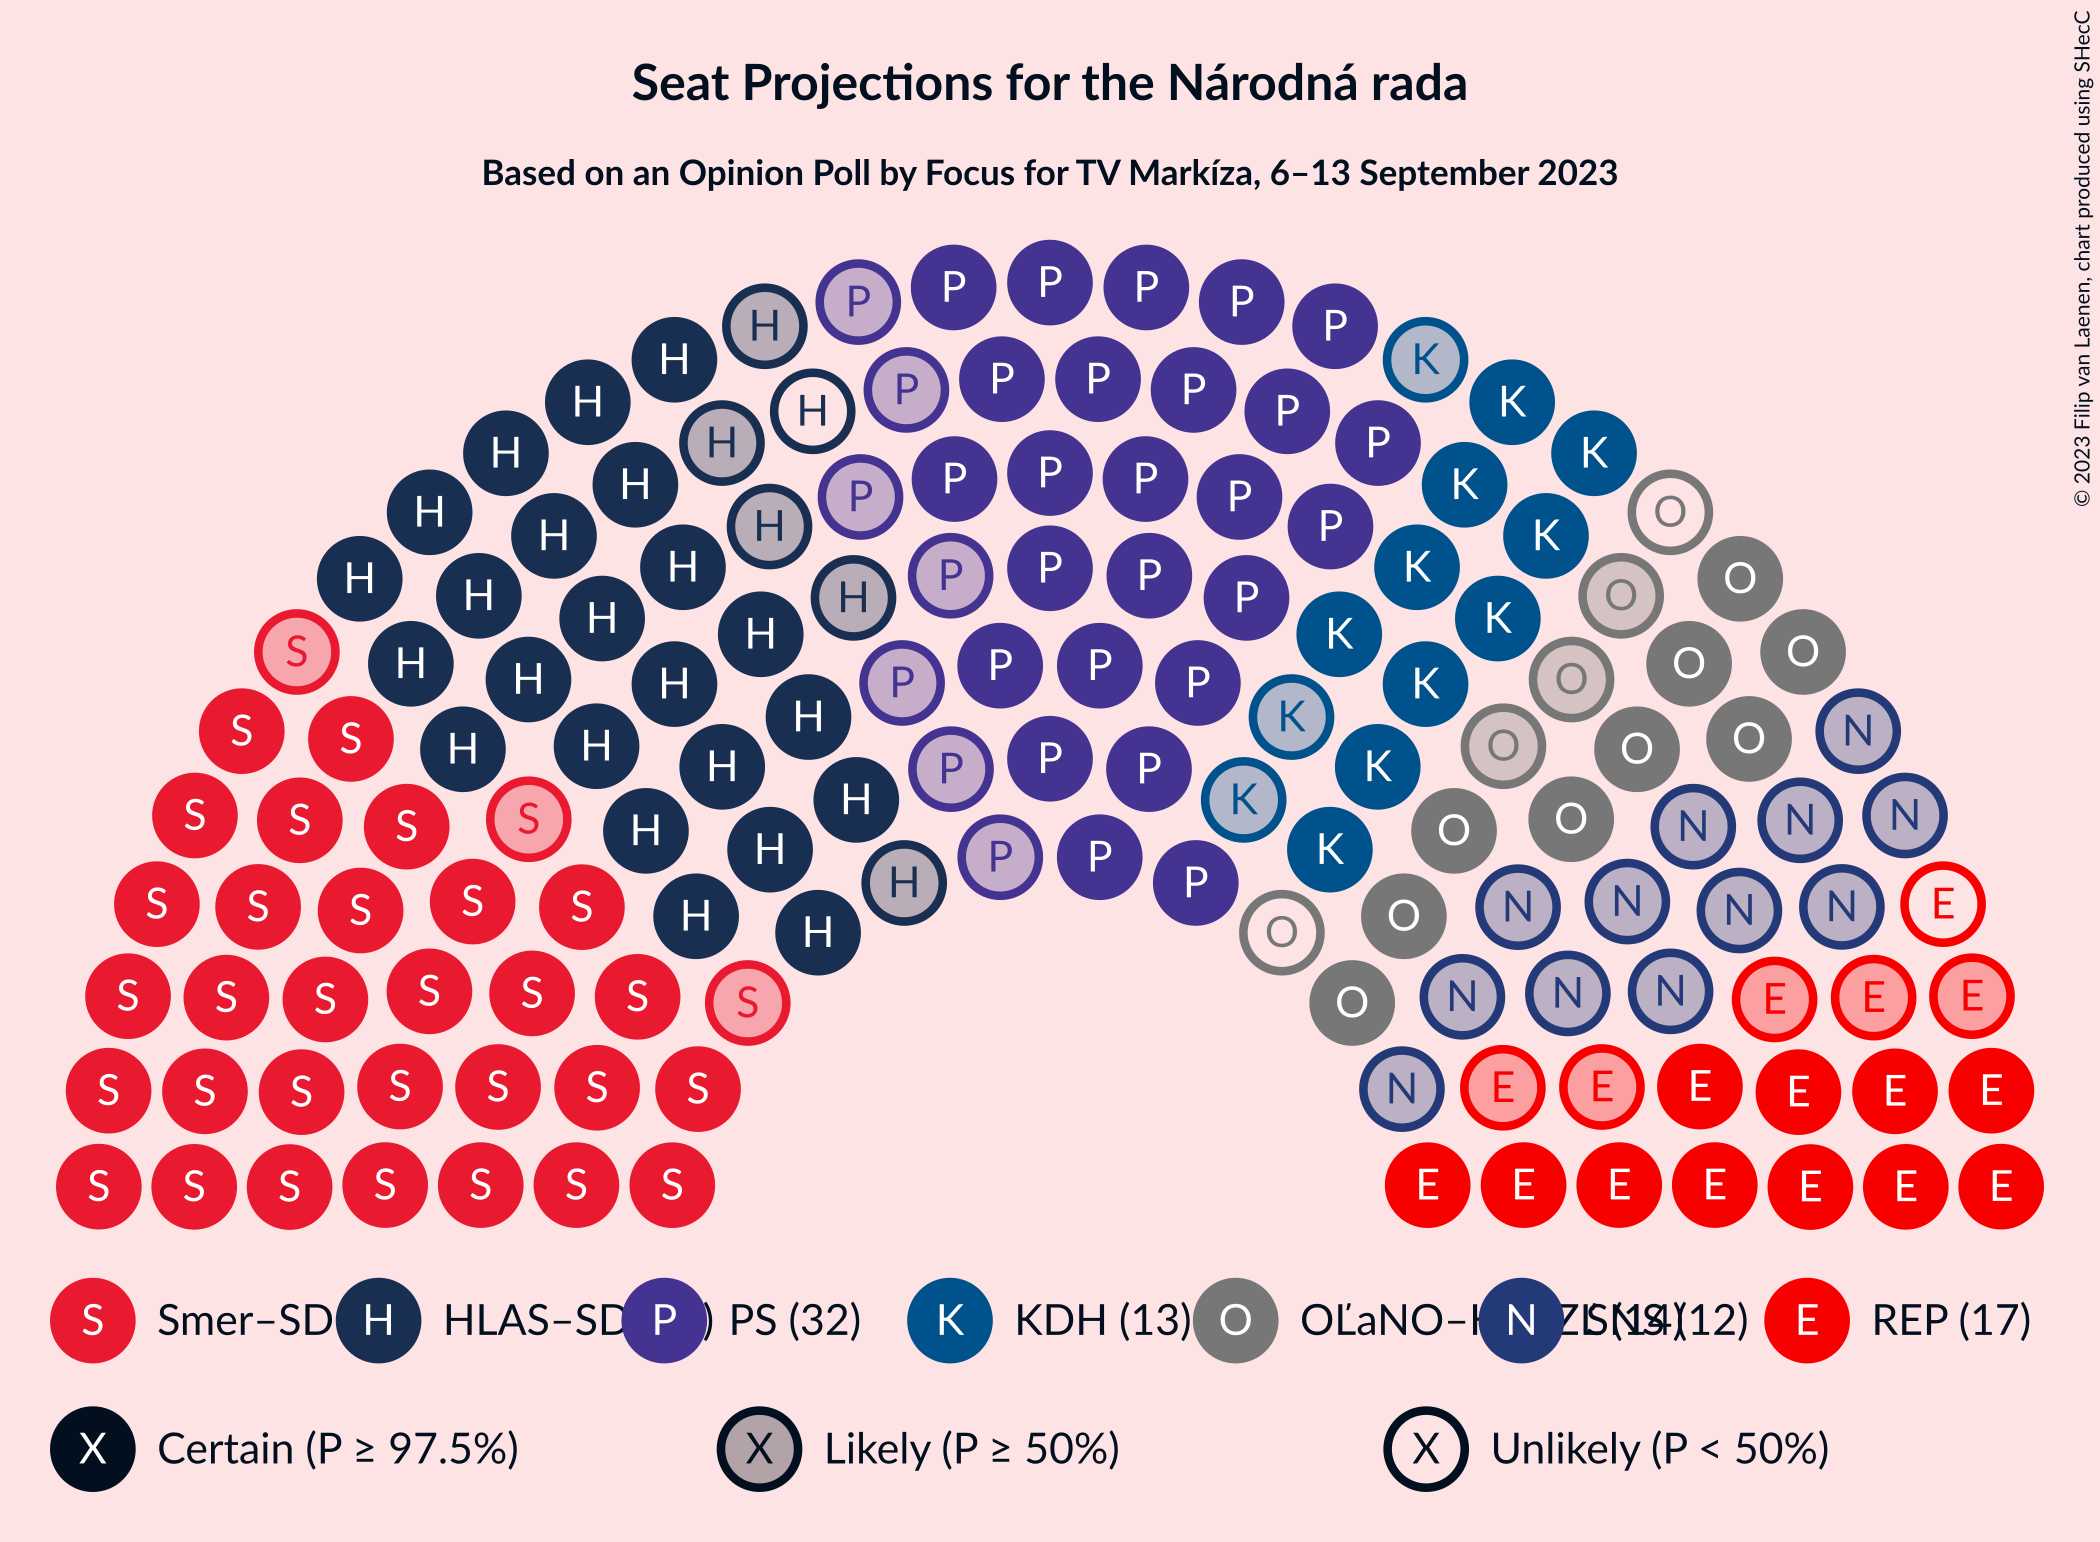 Seat Projections for the Národná rada
Based on an Opinion Poll by Focus for TV Markíza, 6–13 September 2023
© 2023 Filip van Laenen, chart produced using SHecC
P P P P P
H P
H K
H P P P P K
H P
H H P K
H P P P P K
H H P O
H K
H H P P P K O
H H P O
H H K K
S H P P O O
H H P P K O
S H K N
S H H H P P P K O O O
S S S S H H K O O N N N
H P P K
S S S S S H H P O N N N N E
H O
S S S S S S S O N N N E E E
S S S S S S S N E E E E E E
S S S S S S S E E E E E E E
S Smer–SD H HLAS–SD P PS (32) K KDH (13) O OĽaNO– N SNS (12) E REP (17)
X Certain (P ≥ 97.5%) X Likely (P ≥ 50%) X Unlikely (P < 50%)